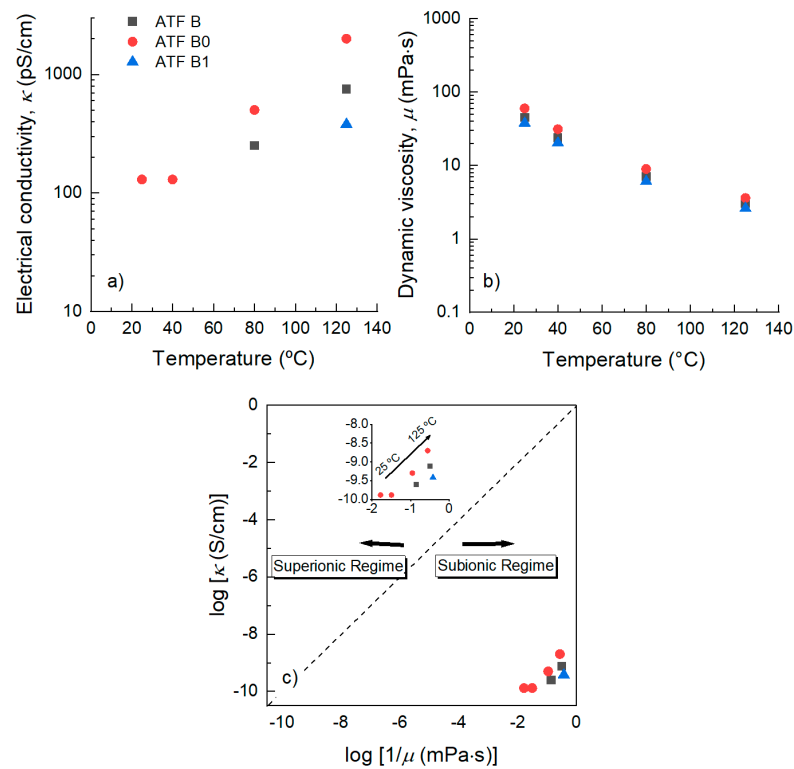 ATF B
ATF B0
ATF B1
Electrical conductivity, κ (pS/cm)
1000
100
10
a)
0 20 40 60 80 100 120 140
Temperature (ºC)
Dynamic viscosity, μ (mPa·s)
1000
100
10
1
0.1
b)
0 20 40 60 80 100 120 140
Temperature (°C)
log [κ (S/cm)]
0
-2
-4
-6
-8
-10
-8.0
-8.5
-9.0
-9.5
-10.0
-2 -1 0
25 ºC
125 ºC
Superionic Regime
Subionic Regime
c)
-10 -8 -6 -4 -2 0
log [1/μ (mPa·s)]